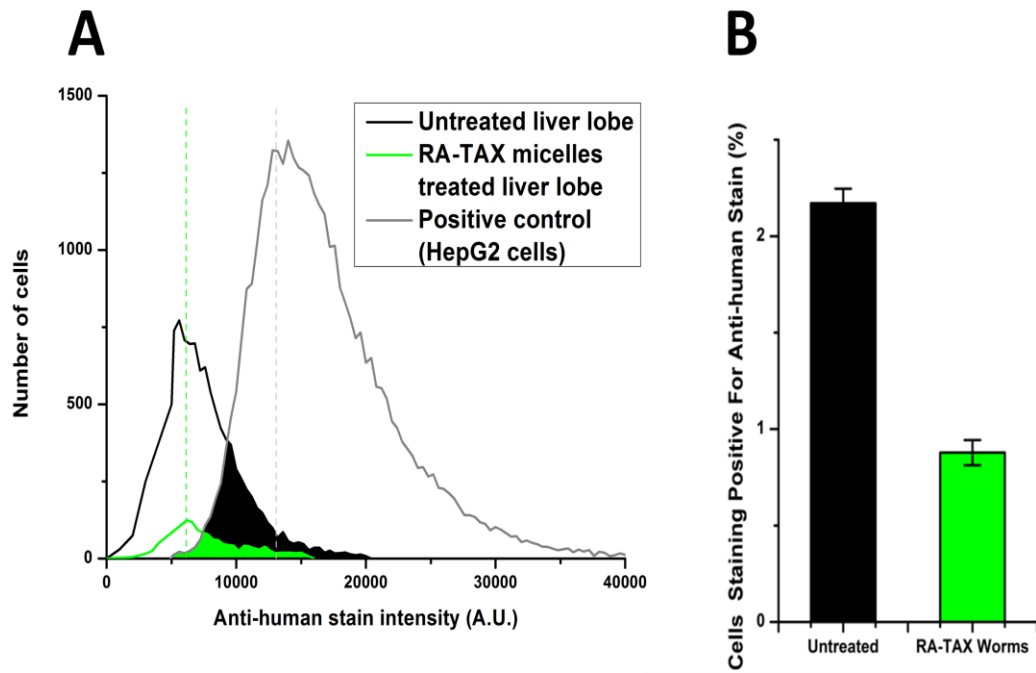 A
B
1500
1000
500
0
Number of cells
0
10000
20000
30000
40000
Anti-human stain intensity (A.U.)
Untreated liver lobe
RA-TAX micelles
treated liver lobe
Positive control
(HepG2 cells)
Cells Staining Positive For Anti-human Stain (%)
2
1
0
Untreated
RA-TAX Worms